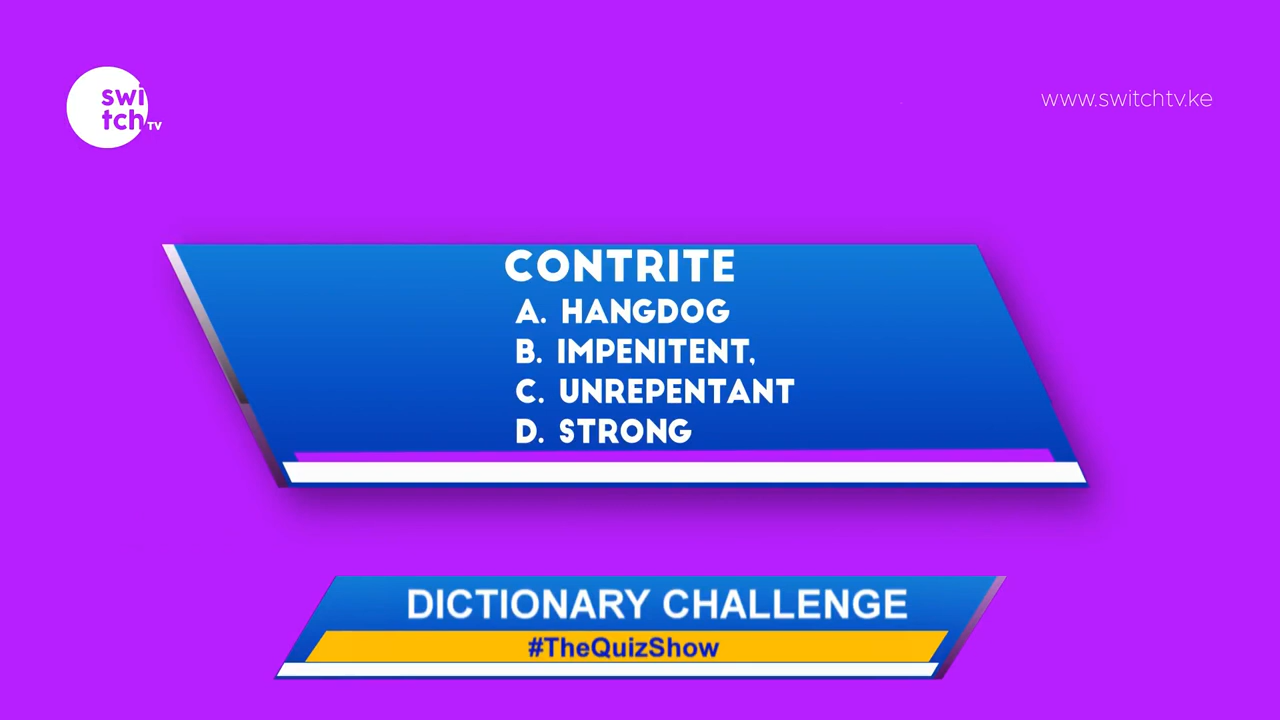 swi
tch TV
www.switchtv.ke
CONTRITE
A. HANGDOG
B. IMPENITENT,
C. UNREPENTANT
D. STRONG
DICTIONARY CHALLENGE
#TheQuizShow